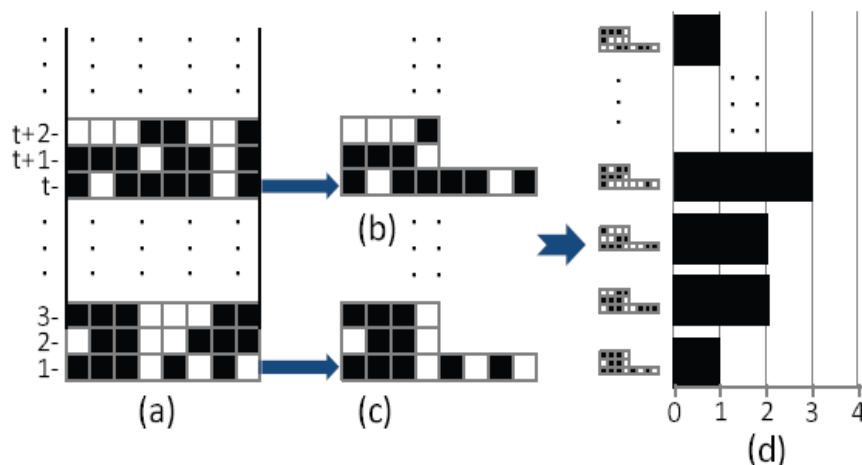 t+2-
t+1-
t-
(b)
3-
2-
1-
(a)
(c)
0 1 2 3 4
(d)